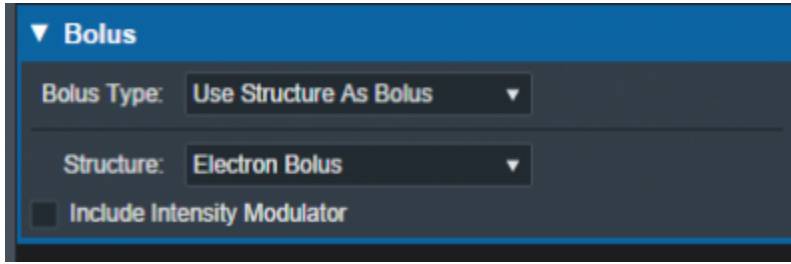 Bolus
Bolus Type: Use Structure As Bolus
Structure: Electron Bolus
Include Intensity Modulator